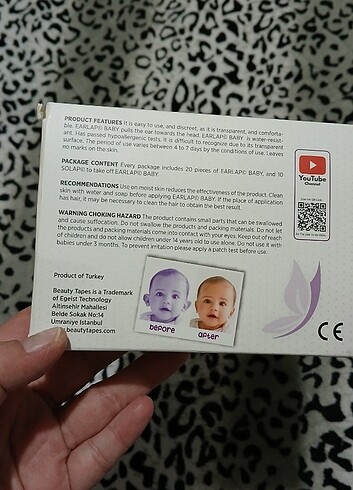 PRODUCT FEATURES It is easy to use, and discreet, as it is transparent, and comforta-
ble. EARLAP® BABY pulls the ear towards the head. EARLAP® BABY is water-resist-
ant. Has passed hypoallergenic tests. It is difficult to recognize due to its transparent
surface. The period of use varies between 4 to 7 days by the conditions of use. Leaves
no marks on the skin.
PACKAGE CONTENT Every package includes 20 pieces of EARLAP® BABY, and 10
SOLAP® to take off EARLAP® BABY.
RECOMMENDATIONS Use on moist skin reduces the effectiveness of the product. Clean
skin with water and soap before applying EARLAP® BABY. If the place of application
has hair, it may be necessary to clean the hair to obtain the best result.
WARNING CHOKING HAZARD The product contains small parts that can be swallowed
and cause suffocation. Do not swallow the products and packing materials. Do not let
the products and packing materials come into contact with your eyes. Keep out of reach
of children and do not allow children under 14 years old to use alone. Do not use it with
babies under 3 months. To prevent irritation please apply a patch test before use.
YouTube
Channel
Product of Turkey
Beauty Tapes is a Trademark
of Egeist Technology
Altinsehir Mahallesi
Belde Sokak No:14
Umraniye Istanbul
.beautytapes.com
before
after
CE